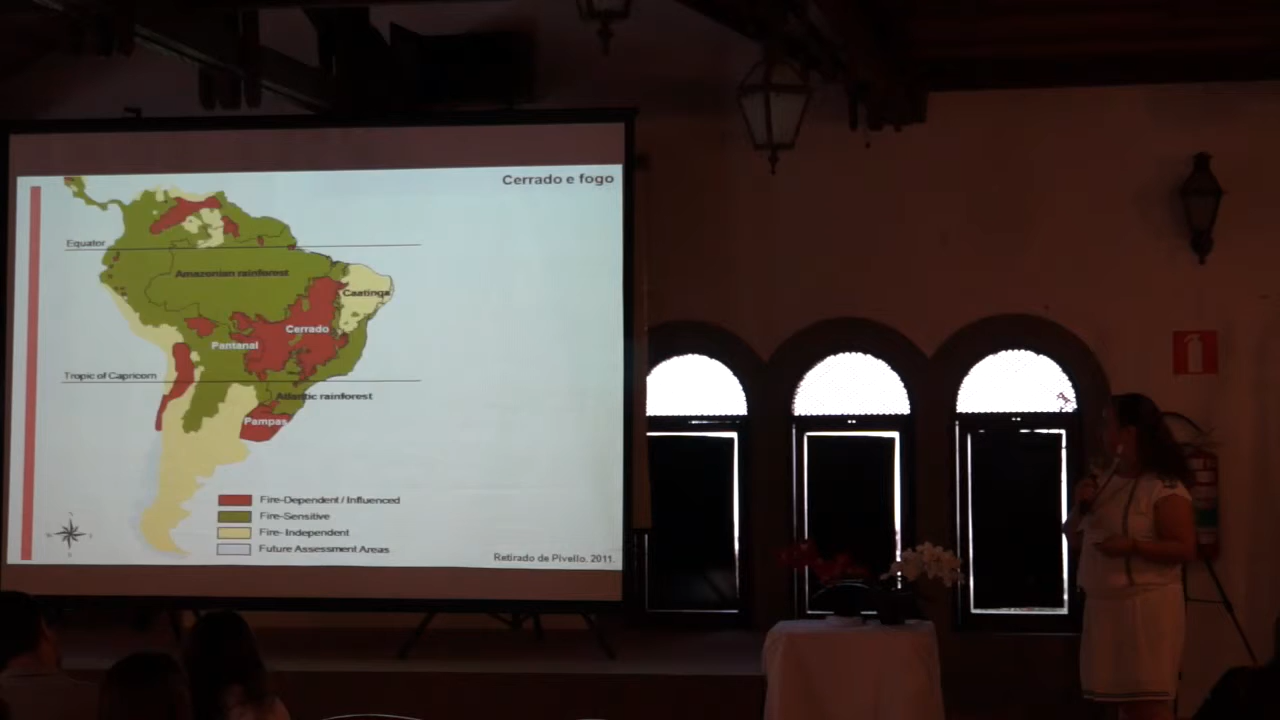 Cerrado e fogo
Equator
Amazonian rainforest
Caatinga
Cerrado
Pantanal
Tropic of Capricorn
Atlantic rainforest
Pampas
Fire-Dependent / Influenced
Fire-Sensitive
Fire- Independent
Future Assessment Areas
Retirado de Pivello, 2011.